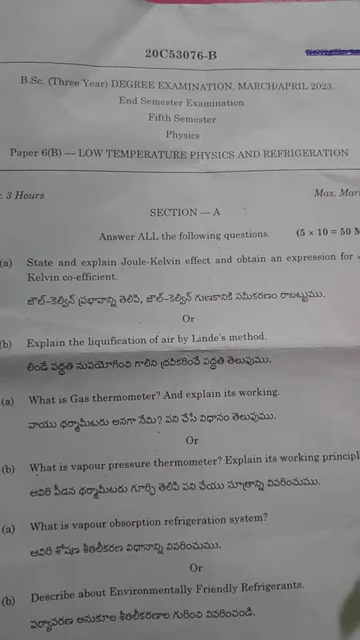 20C53076-B
B.Sc. (Three Year) DEGREE EXAMINATION, MARCH/APRIL 2023.
End Semester Examination
Fifth Semester
Physics
Paper 6(B) — LOW TEMPERATURE PHYSICS AND REFRIGERATION
: 3 Hours Max. Mar
SECTION — A
Answer ALL the following questions. (5 × 10 = 50 M
(a) State and explain Joule-Kelvin effect and obtain an expression for
Kelvin co-efficient.
జౌల్-కెల్విన్ ప్రభావాన్ని తెలిపి, జౌల్-కెల్విన్ గుణకానికి సమీకరణం రాబట్టుము.
Or
(b) Explain the liquification of air by Linde's method.
లిండే పద్ధతి నుపయోగించి గాలిని ద్రవీకరించే పద్ధతి తెలుపుము.
(a) What is Gas thermometer? And explain its working.
వాయు థర్మామీటరు అనగా నేమి? పని చేసే విధానం తెలుపుము.
Or
(b) What is vapour pressure thermometer? Explain its working principl
ఆవిరి పీడన థర్మామీటరు గూర్చి తెలిపి పని చేయు సూత్రాన్ని వివరింపుము.
(a) What is vapour obsorption refrigeration system?
ఆవిరి శోషణ శీతలీకరణ విధానాన్ని వివరింపుము.
Or
(b) Describe about Environmentally Friendly Refrigerants.
పర్యావరణ అనుకూల శీతలీకరణాల గురించి వివరింపండి.